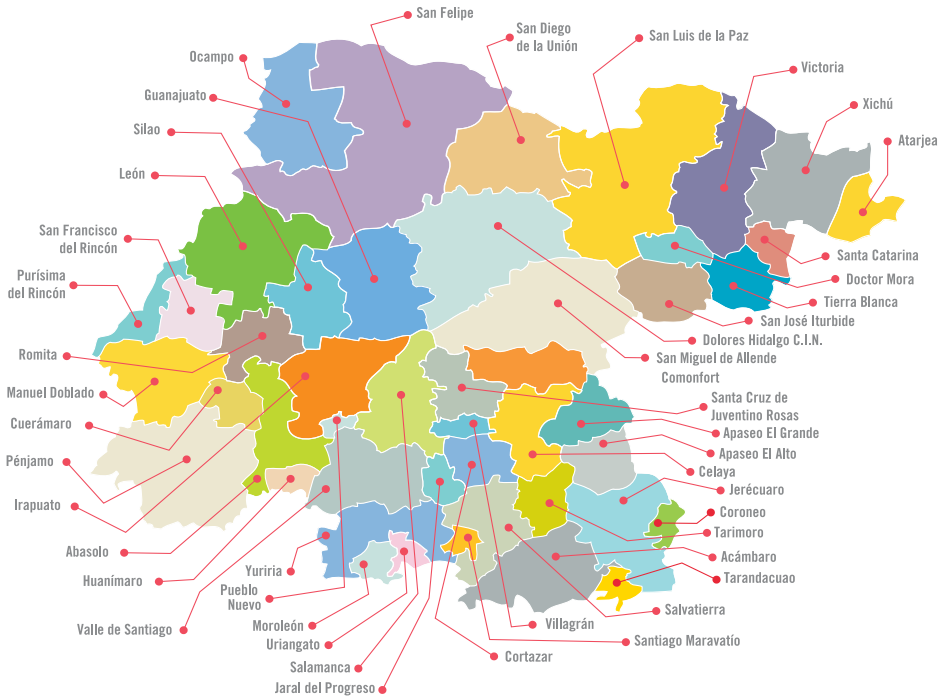 San Felipe
San Diego
de la Unión
San Luis de la Paz
Ocampo
Victoria
Guanajuato
Xichú
Silao
Atarjea
León
San Francisco
del Rincón
Santa Catarina
Purísima
del Rincón
Doctor Mora
Tierra Blanca
San José Iturbide
Dolores Hidalgo C.I.N.
Romita
San Miguel de Allende
Comonfort
Manuel Doblado
Santa Cruz de
Juventino Rosas
Cuerámaro
Apaseo El Grande
Apaseo El Alto
Pénjamo
Celaya
Jerécuaro
Irapuato
Coroneo
Tarimoro
Abasolo
Acámbaro
Huanímaro
Yuriria
Tarandacuao
Pueblo
Nuevo
Salvatierra
Valle de Santiago
Moroleón
Villagrán
Uriangato
Santiago Maravatío
Cortazar
Salamanca
Jaral del Progreso